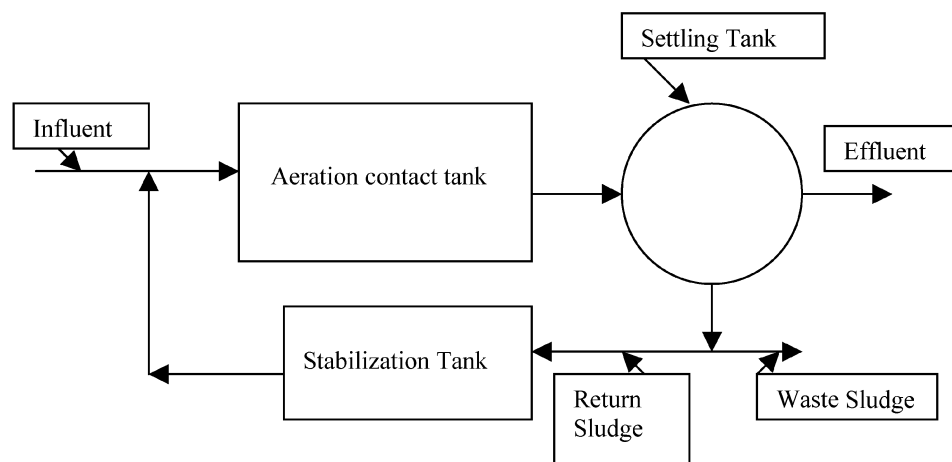 Settling Tank
Influent
Effluent
Aeration contact tank
Stabilization Tank
Return
Sludge
Waste Sludge